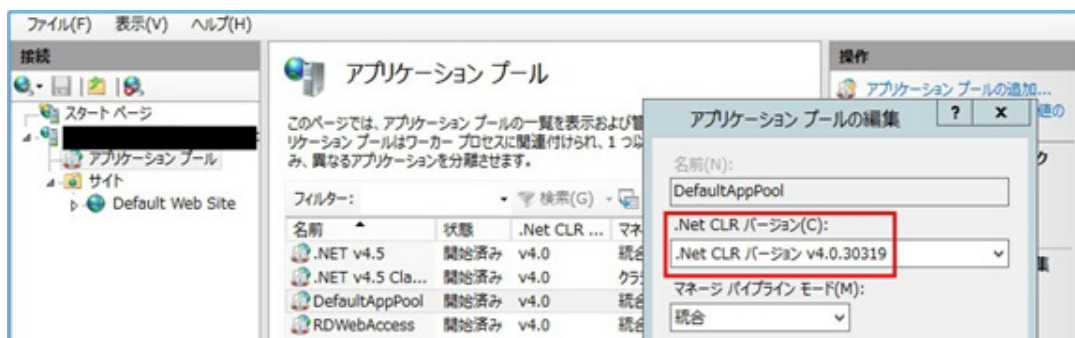 ファイル(F) 表示(V) ヘルプ(H)
接続
スタート ページ
アプリケーション プール
サイト
Default Web Site
アプリケーション プール
このページでは、アプリケーション プールの一覧を表示および管
リケーション プールはワーカー プロセスに関連付けられ、1 つ以
み、異なるアプリケーションを分離させます。
フィルター: 検索(G)
名前 状態 .Net CLR ... マネ
.NET v4.5 開始済み v4.0 統合
.NET v4.5 Cla... 開始済み v4.0 クラシ
DefaultAppPool 開始済み v4.0 統合
RDWebAccess 開始済み v4.0 統合
操作
アプリケーション プールの追加...
値の
ク
集
アプリケーション プールの編集 ? x
名前(N):
DefaultAppPool
.Net CLR バージョン(C):
.Net CLR バージョン v4.0.30319
マネージ パイプライン モード(M):
統合